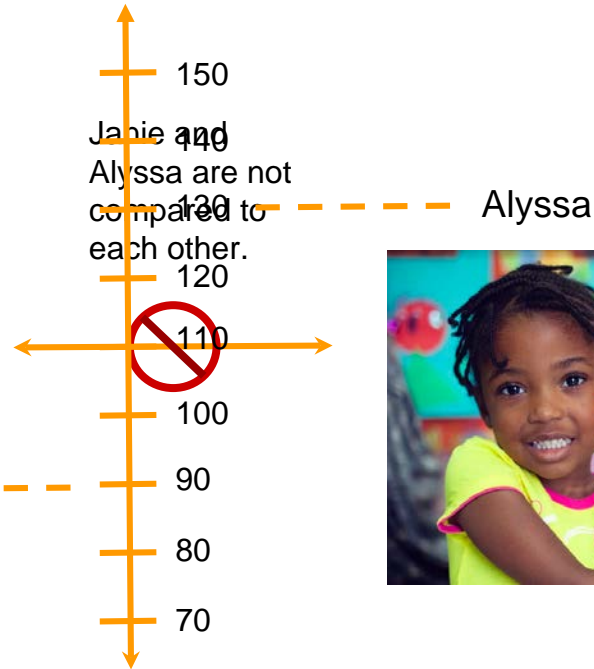 150
140
Janie and
Alyssa are not
130
compared to
each other.
Alyssa
120
110
100
90
80
70